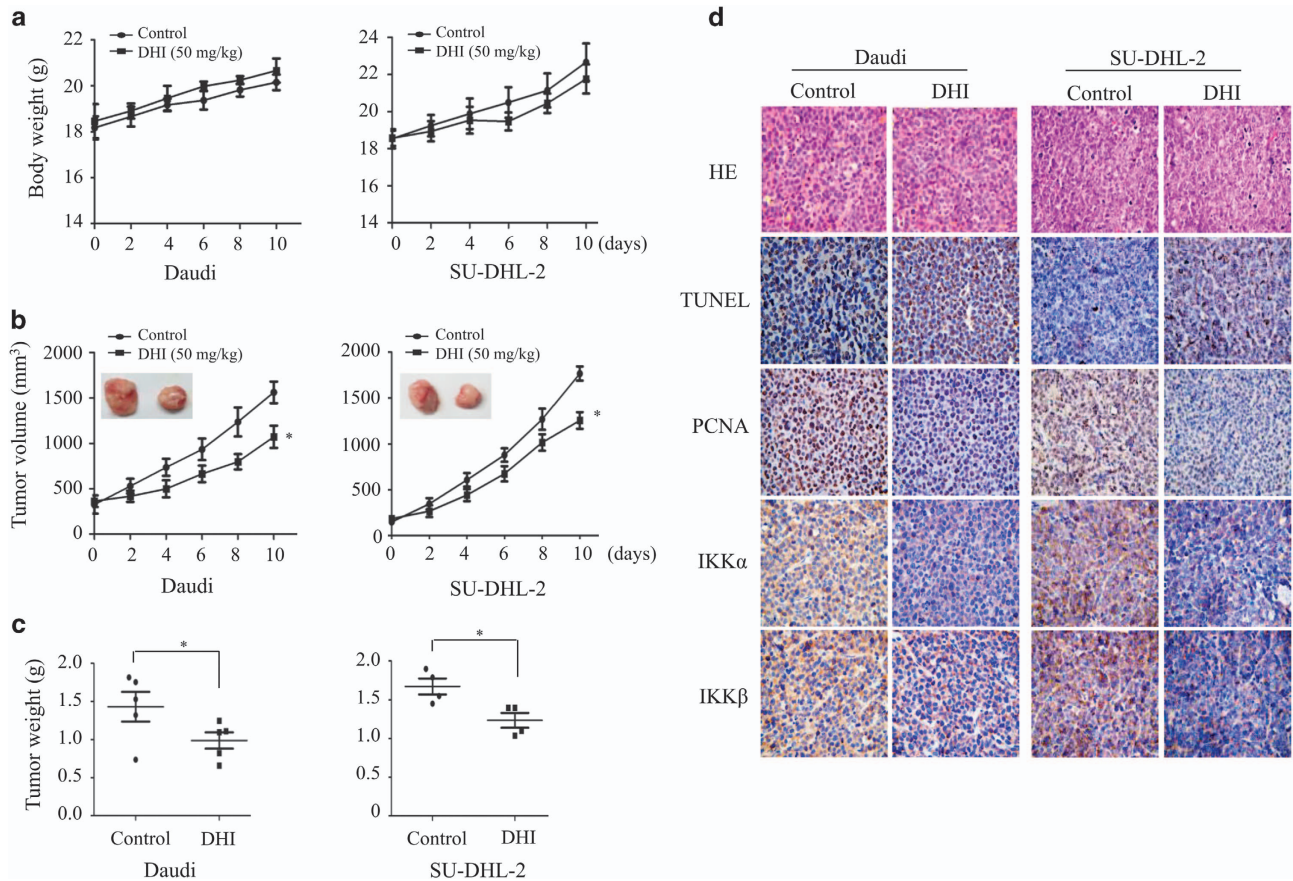 a
Control
DHI (50 mg/kg)
Body weight (g)
22
20
18
16
14
0 2 4 6 8 10
Daudi
Control
DHI (50 mg/kg)
24
22
20
18
16
14
0 2 4 6 8 10 (days)
SU-DHL-2
b
Control
DHI (50 mg/kg)
Tumor volume (mm³)
2000
1500
1000
500
0
*
0 2 4 6 8 10
Daudi
Control
DHI (50 mg/kg)
2000
1500
1000
500
0
*
0 2 4 6 8 10 (days)
SU-DHL-2
c
Tumor weight (g)
2.0
1.5
1.0
0.5
0.0
*
Control DHI
Daudi
2.0
1.5
1.0
0.5
0
*
Control DHI
SU-DHL-2
d
Daudi SU-DHL-2
Control DHI Control DHI
HE
TUNEL
PCNA
IKKα
IKKβ